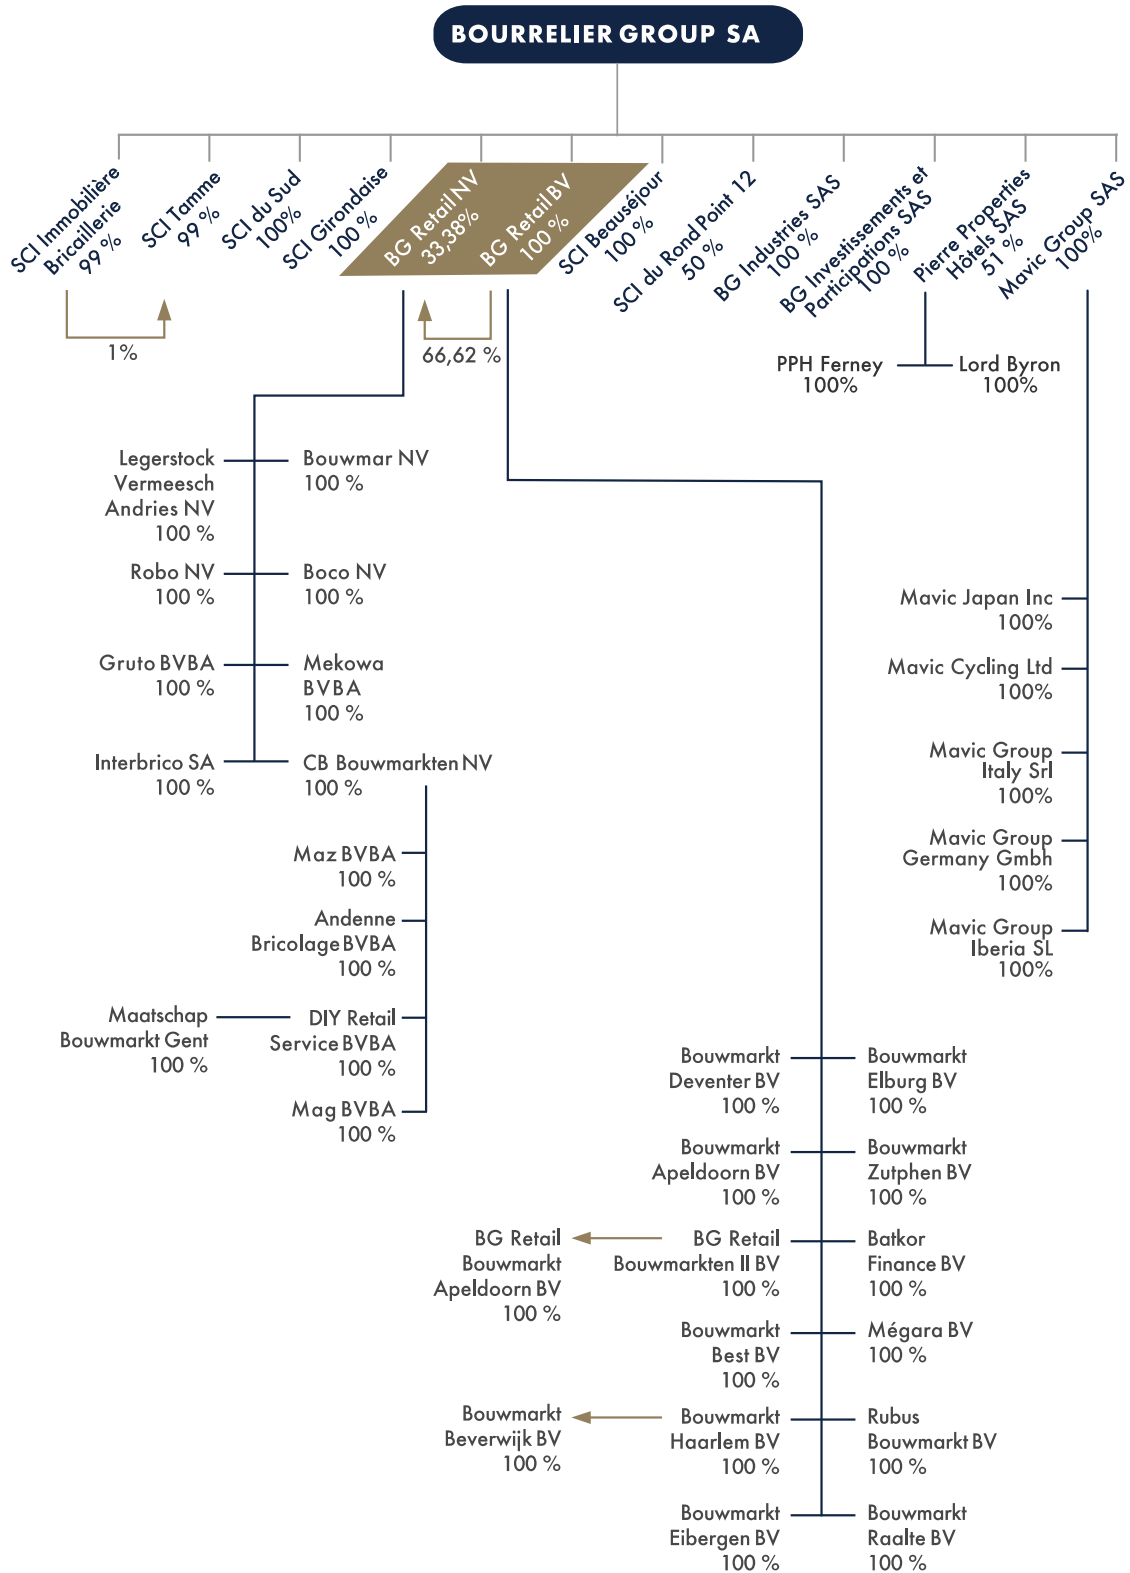 BOURRELIER GROUP SA
SCI Immobilière
Bricaillerie
99 %
SCI Tamme
99 %
SCI du Sud
100%
SCI Girondaise
100 %
BG Retail NV
33,38%
BG Retail BV
100 %
SCI Beauséjour
100 %
SCI du Rond Point 12
50 %
BG Industries SAS
100 %
BG Investissements et
Participations SAS
100 %
Pierre Properties
Hôtels SAS
51 %
Mavic Group SAS
100%
1%
66,62 %
PPH Ferney
100%
Lord Byron
100%
Legerstock
Vermeesch
Andries NV
100 %
Bouwmar NV
100 %
Robo NV
100 %
Boco NV
100 %
Gruto BVBA
100 %
Mekowa
BVBA
100 %
Interbrico SA
100 %
CB Bouwmarkten NV
100 %
Maz BVBA
100 %
Andenne
Bricolage BVBA
100 %
Maatschap
Bouwmarkt Gent
100 %
DIY Retail
Service BVBA
100 %
Mag BVBA
100 %
Mavic Japan Inc
100%
Mavic Cycling Ltd
100%
Mavic Group
Italy Srl
100%
Mavic Group
Germany Gmbh
100%
Mavic Group
Iberia SL
100%
Bouwmarkt
Deventer BV
100 %
Bouwmarkt
Elburg BV
100 %
Bouwmarkt
Apeldoorn BV
100 %
Bouwmarkt
Zutphen BV
100 %
BG Retail
Bouwmarkt
Apeldoorn BV
100 %
BG Retail
Bouwmarkten II BV
100 %
Batkor
Finance BV
100 %
Bouwmarkt
Best BV
100 %
Mégara BV
100 %
Bouwmarkt
Beverwijk BV
100 %
Bouwmarkt
Haarlem BV
100 %
Rubus
Bouwmarkt BV
100 %
Bouwmarkt
Eibergen BV
100 %
Bouwmarkt
Raalte BV
100 %